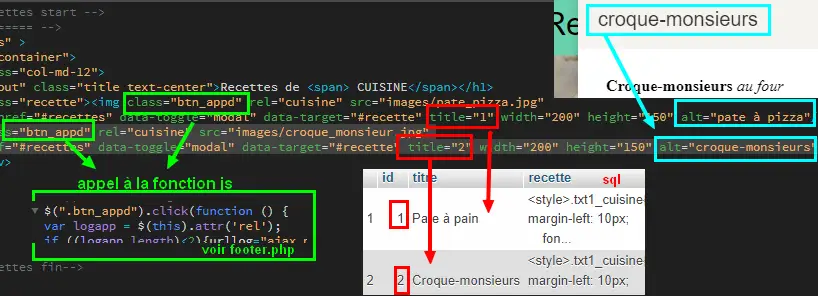 ettes start -->
====== -->
es" >
container">
ss="col-md-12">
out" class="title text-center">Recettes de <span> CUISINE</span></h1>
ss="recette"><img class="btn_appd" rel="cuisine" src="images/pate_pizza.jpg"
href="#recettes" data-toggle="modal" data-target="#recette" title="1" width="200" height="150" alt="pate à pizza"
ss="btn_appd" rel="cuisine" src="images/croque_monsieur.jpg"
ef="#recettes" data-toggle="modal" data-target="#recette" title="2" width="200" height="150" alt="croque-monsieurs"
v>
croque-monsieurs
Croque-monsieurs au four
appel à la fonction js
$(".btn_appd").click(function () {
var logapp = $(this).attr('rel');
if ((logapp.length)<2){urllog="ajax
voir footer.php
ettes fin-->
id titre recette sql
1 1 Pate à pain <style>.txt1_cuisine
margin-left: 10px;
fon...
2 2 Croque-monsieurs <style>.txt1_cuisine
margin-left: 10px;